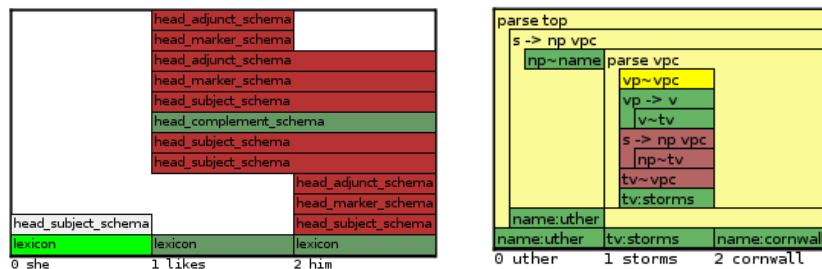 head_adjunct_schema
head_marker_schema
head_adjunct_schema
head_marker_schema
head_subject_schema
head_complement_schema
head_subject_schema
head_subject_schema
head_adjunct_schema
head_marker_schema
head_subject_schema head_subject_schema
lexicon lexicon lexicon
0 she 1 likes 2 him
parse top
s -> np vpc
np~name parse vpc
vp~vpc
vp -> v
v~tv
s -> np vpc
np~tv
tv~vpc
tv:storms
name:uther
name:uther tv:storms name:cornwal
0 uther 1 storms 2 cornwall